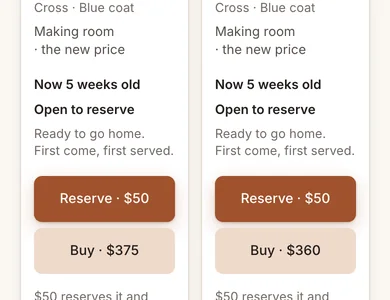 Cross · Blue coat
Making room
· the new price
Now 5 weeks old
Open to reserve
Ready to go home.
First come, first served.
Reserve · $50
Buy · $375
$50 reserves it and
Cross · Blue coat
Making room
· the new price
Now 5 weeks old
Open to reserve
Ready to go home.
First come, first served.
Reserve · $50
Buy · $360
$50 reserves it and